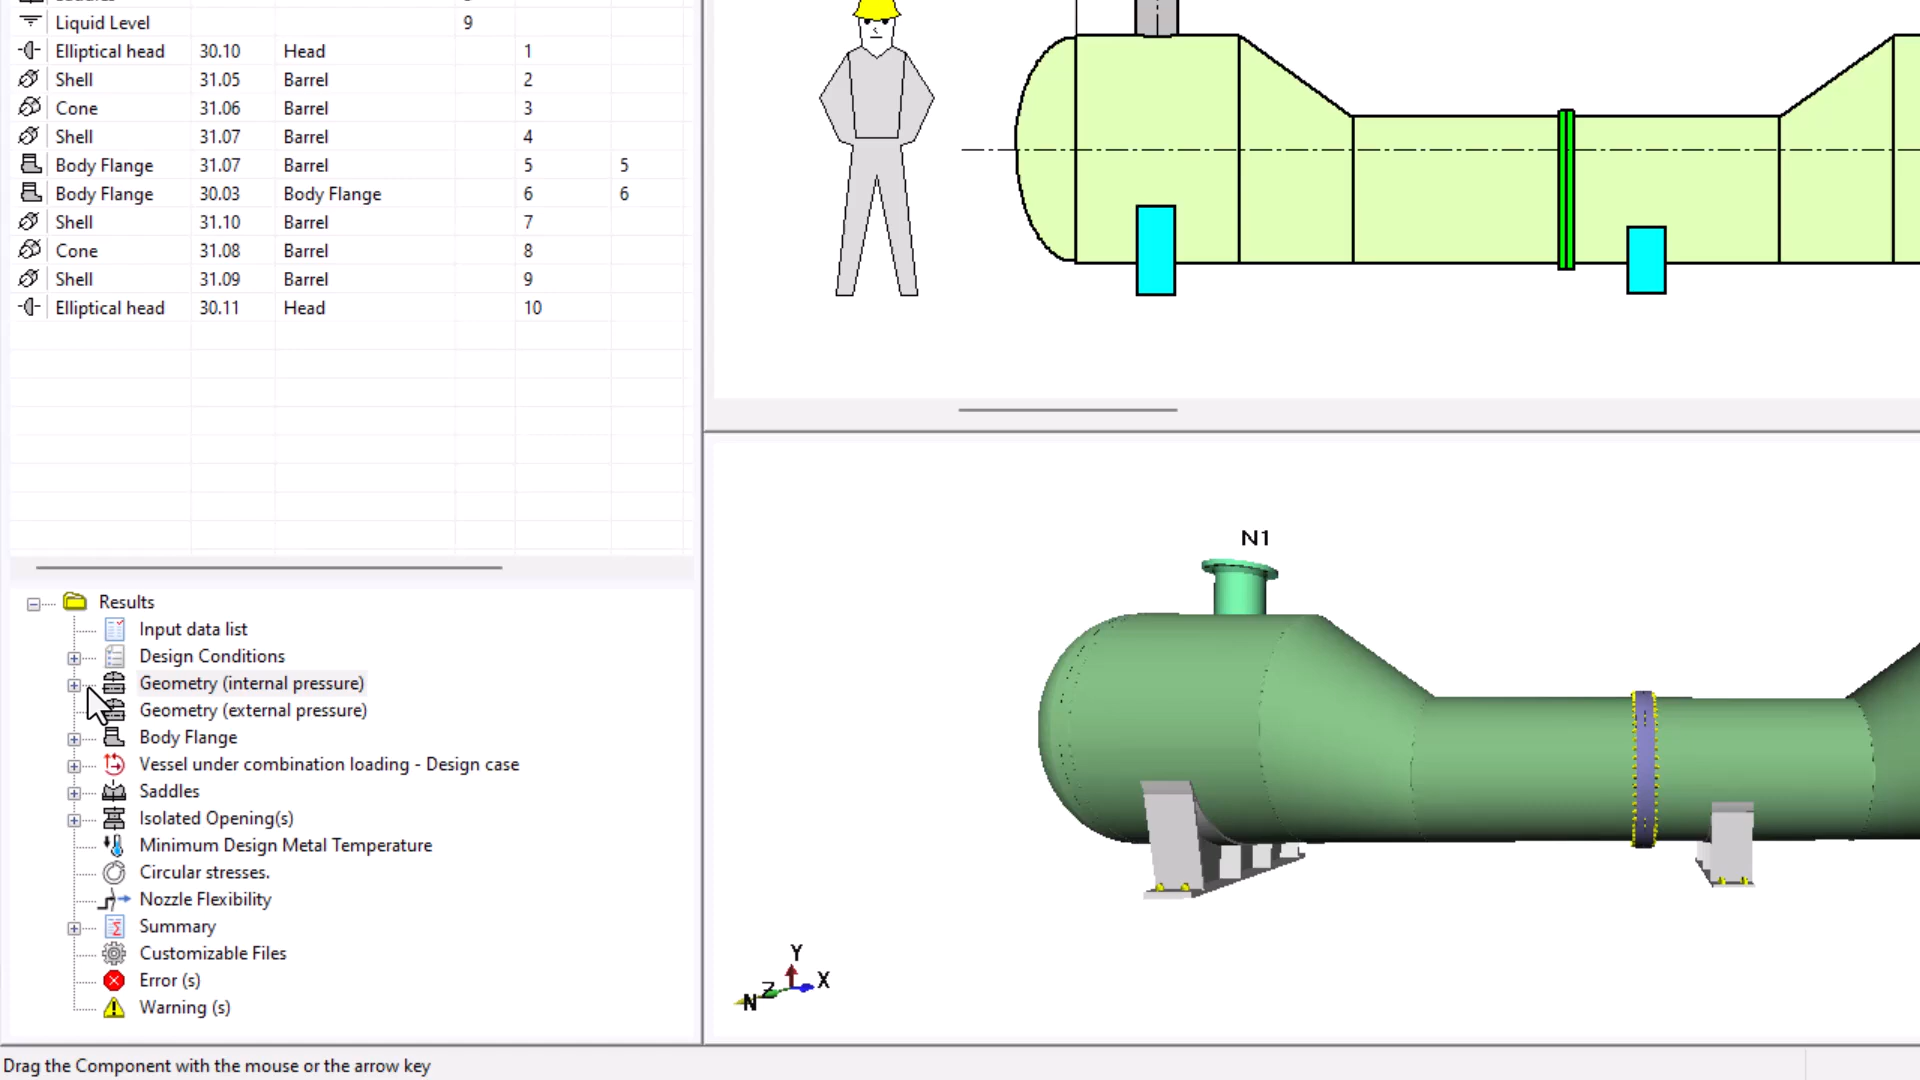 Liquid Level 9
Elliptical head 30.10 Head 1
Shell 31.05 Barrel 2
Cone 31.06 Barrel 3
Shell 31.07 Barrel 4
Body Flange 31.07 Barrel 5 5
Body Flange 30.03 Body Flange 6 6
Shell 31.10 Barrel 7
Cone 31.08 Barrel 8
Shell 31.09 Barrel 9
Elliptical head 30.11 Head 10
Results
Input data list
Design Conditions
Geometry (internal pressure)
Geometry (external pressure)
Body Flange
Vessel under combination loading - Design case
Saddles
Isolated Opening(s)
Minimum Design Metal Temperature
Circular stresses.
Nozzle Flexibility
Summary
Customizable Files
Error (s)
Warning (s)
N1
Y
X
Z
N
Drag the Component with the mouse or the arrow key